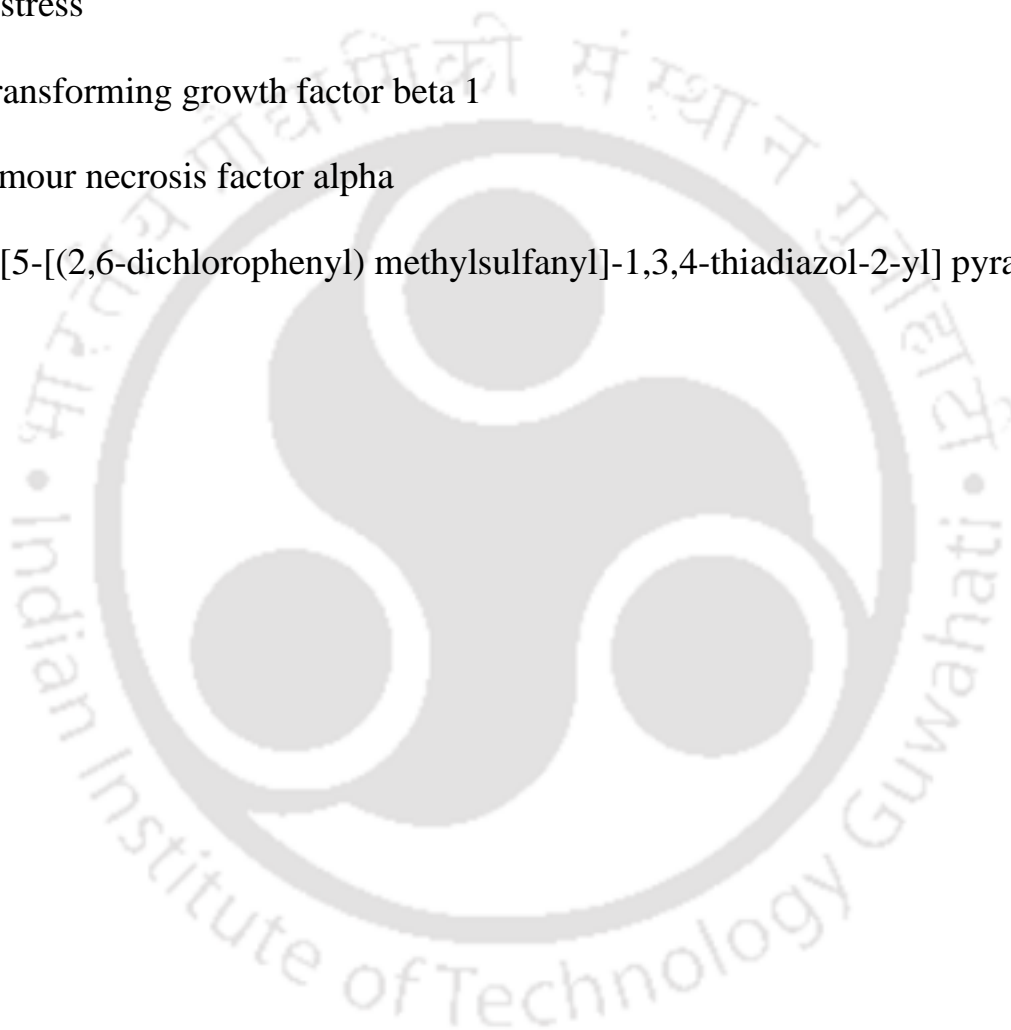 stress
ransforming growth factor beta 1
mour necrosis factor alpha
[5-[(2,6-dichlorophenyl) methylsulfanyl]-1,3,4-thiadiazol-2-yl] pyra
भारतीय प्रौद्योगिकी संस्थान गुवाहाटी
• Indian Institute of Technology Guwahati •